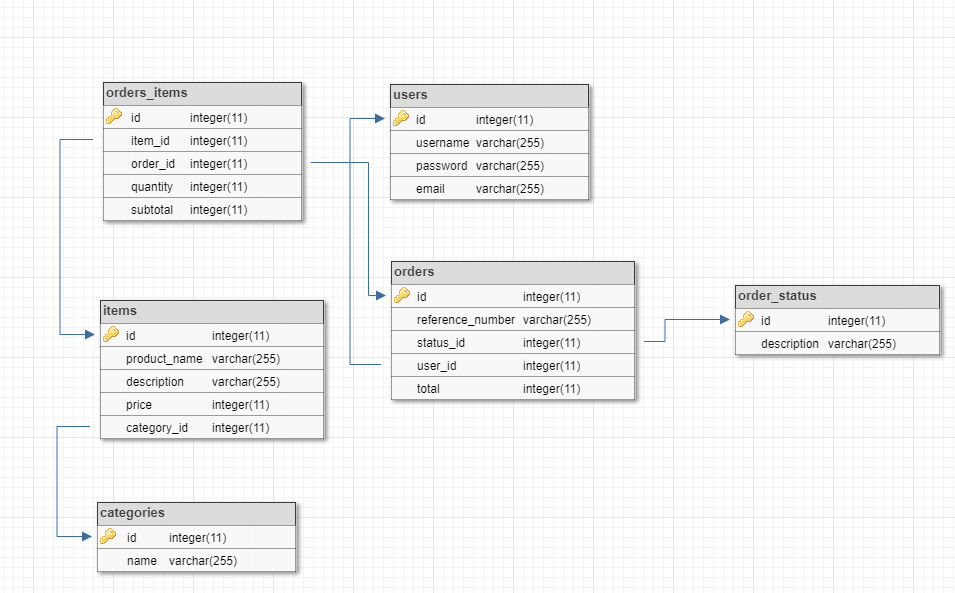 orders_items
id integer(11)
item_id integer(11)
order_id integer(11)
quantity integer(11)
subtotal integer(11)
users
id integer(11)
username varchar(255)
password varchar(255)
email varchar(255)
orders
id integer(11)
reference_number varchar(255)
status_id integer(11)
user_id integer(11)
total integer(11)
order_status
id integer(11)
description varchar(255)
items
id integer(11)
product_name varchar(255)
description varchar(255)
price integer(11)
category_id integer(11)
categories
id integer(11)
name varchar(255)